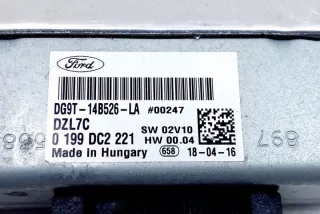 Ford
DG9T-14B526-LA #00247
DZL7C
SW 02V10
0 199 DC2 221
HW 00.04
Made in Hungary
658
18-04-16
897